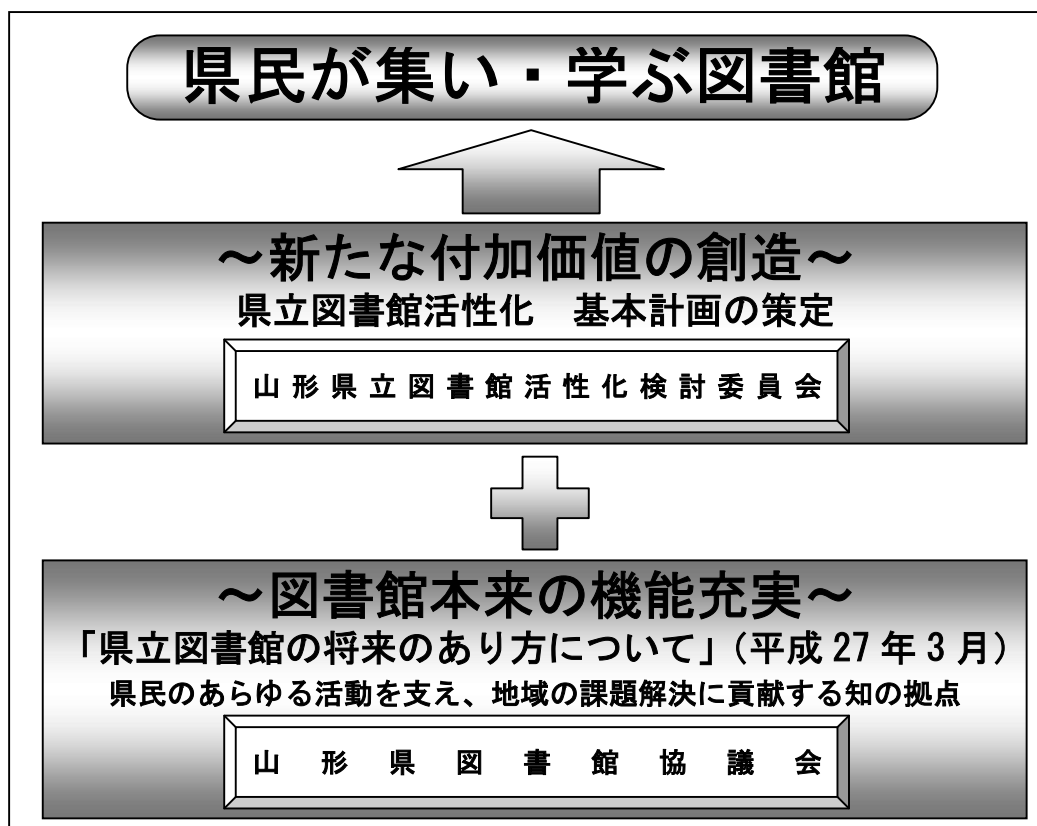 県民が集い・学ぶ図書館
～新たな付加価値の創造～
県立図書館活性化　基本計画の策定
山形県立図書館活性化検討委員会
～図書館本来の機能充実～
「県立図書館の将来のあり方について」（平成 27 年 3 月）
県民のあらゆる活動を支え、地域の課題解決に貢献する知の拠点
山形県図書館協議会